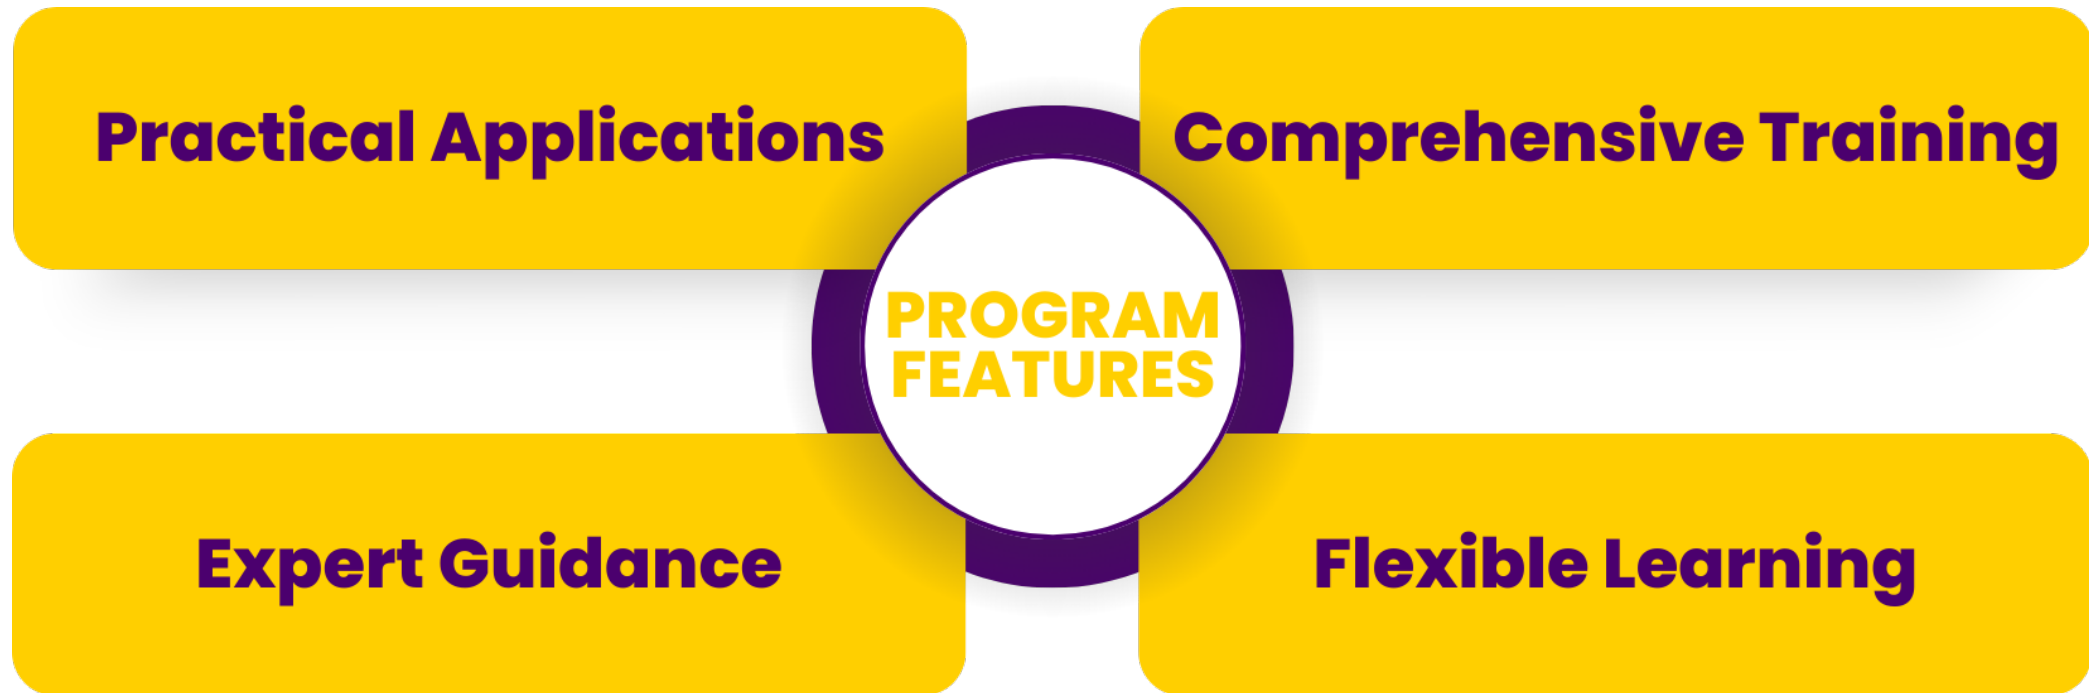 Practical Applications
Comprehensive Training
PROGRAM
FEATURES
Expert Guidance
Flexible Learning